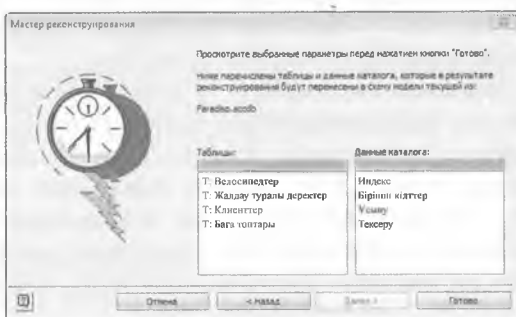 Мастер реконструирования
Просмотрите выбранные параметры перед нажатием кнопки "Готово".
Ниже перечислены таблицы и данные каталога, которые в результате
реконструирования будут перенесены в схему модели текущей из:
Paradiso.accdb
Таблицы: Данные каталога:
Т: Велосипедтер Индекс
Т: Жалдау туралы деректер Бірінші кілттер
Т: Клиенттер Ұсыну
Т: Баға топтары Тексеру
Отмена < Назад Далее > Готово